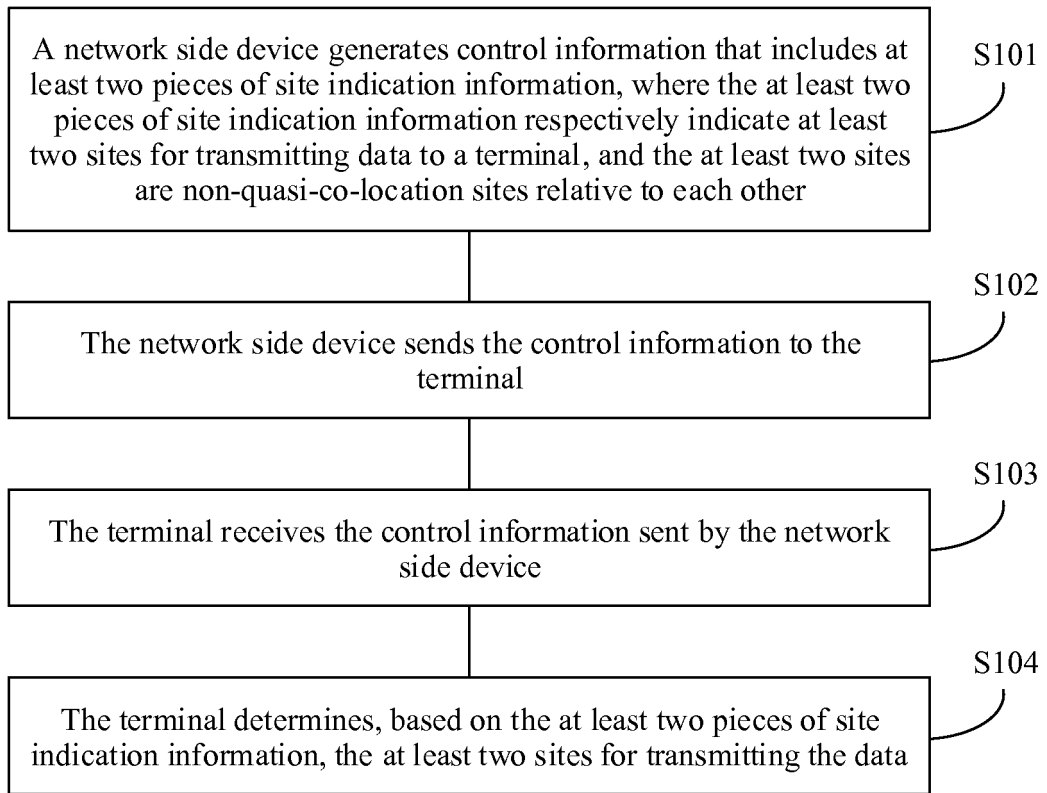 A network side device generates control information that includes at
least two pieces of site indication information, where the at least two
pieces of site indication information respectively indicate at least
two sites for transmitting data to a terminal, and the at least two sites
are non-quasi-co-location sites relative to each other
S101
The network side device sends the control information to the
terminal
S102
The terminal receives the control information sent by the network
side device
S103
The terminal determines, based on the at least two pieces of site
indication information, the at least two sites for transmitting the data
S104